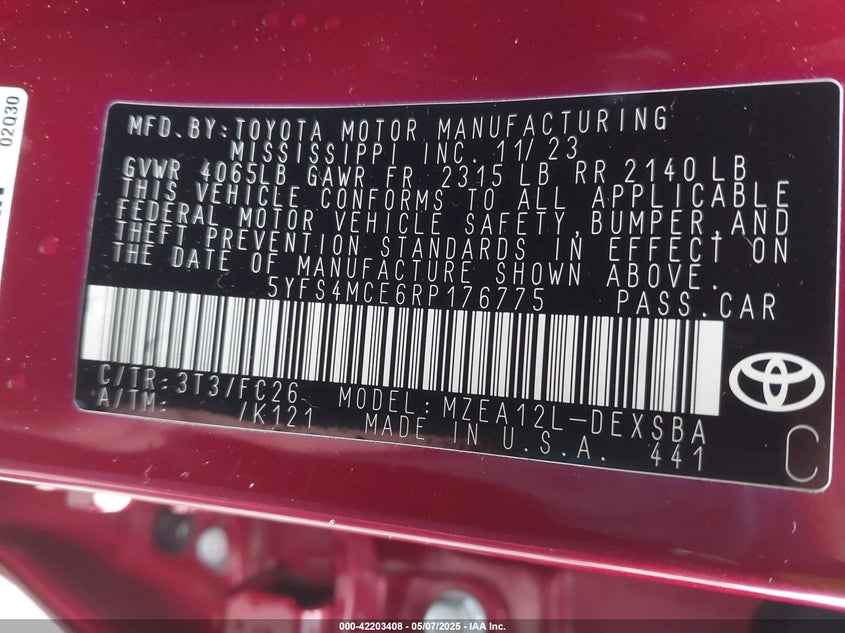 02Q30
MFD.BY:TOYOTA MOTOR MANUFACTURING
MISSISSIPPI INC. 11/23
GVWR 4065LB GAWR FR 2315 LB RR 2140 LB
THIS VEHICLE CONFORMS TO ALL APPLICABLE
FEDERAL MOTOR VEHICLE SAFETY,BUMPER,AND
THEFT PREVENTION STANDARDS IN EFFECT ON
THE DATE OF MANUFACTURE SHOWN ABOVE.
5YFS4MCE6RP176775 PASS.CAR
C/TR:3T3/FC26 MODEL:MZEA12L-DEXSBA
A/TM: /K121 MADE IN U.S.A. 441
C
000-42203408 - 05/07/2025 - IAA Inc.